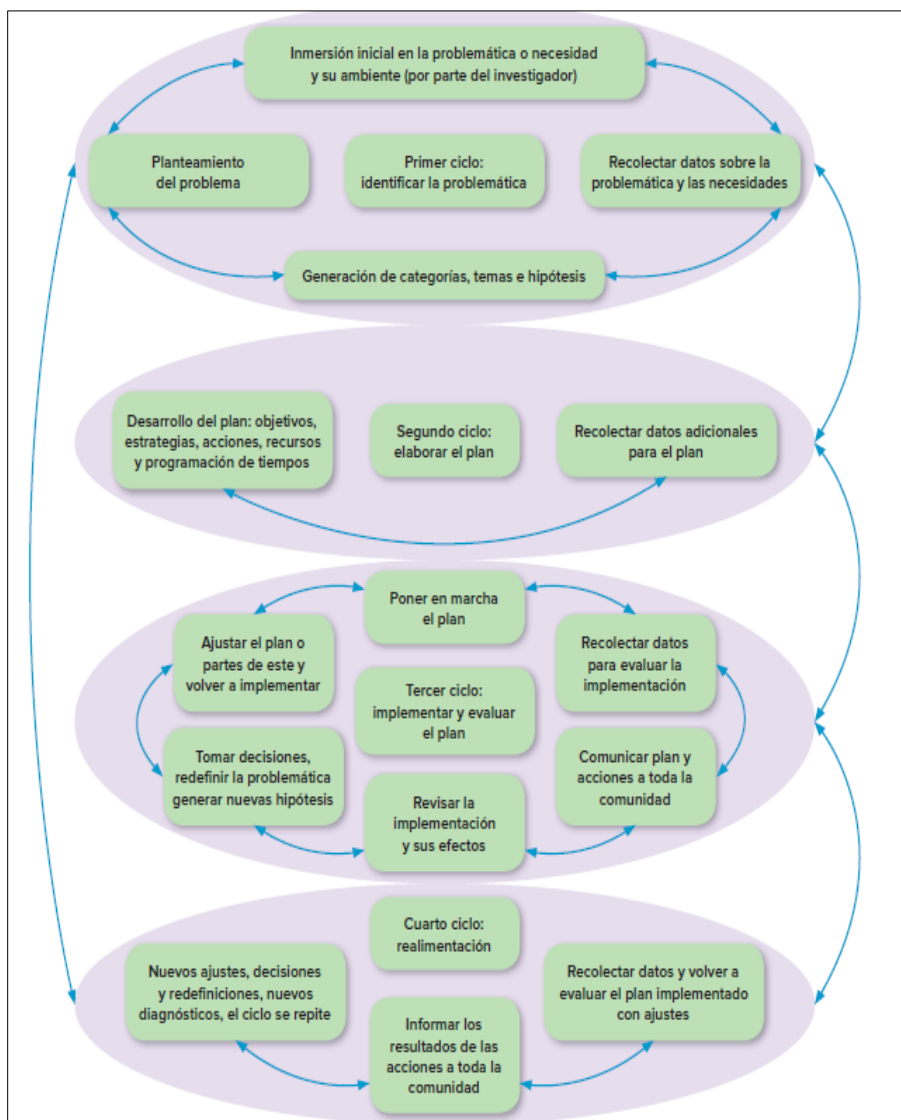 Inmersión inicial en la problemática o necesidad
y su ambiente (por parte del investigador)
Planteamiento
del problema
Primer ciclo:
identificar la problemática
Recolectar datos sobre la
problemática y las necesidades
Generación de categorías, temas e hipótesis
Desarrollo del plan: objetivos,
estrategias, acciones, recursos
y programación de tiempos
Segundo ciclo:
elaborar el plan
Recolectar datos adicionales
para el plan
Poner en marcha
el plan
Ajustar el plan o
partes de este y
volver a implementar
Recolectar datos
para evaluar la
implementación
Tercer ciclo:
implementar y evaluar
el plan
Tomar decisiones,
redefinir la problemática
generar nuevas hipótesis
Comunicar plan y
acciones a toda la
comunidad
Revisar la
implementación
y sus efectos
Cuarto ciclo:
realimentación
Nuevos ajustes, decisiones
y redefiniciones, nuevos
diagnósticos, el ciclo se repite
Recolectar datos y volver a
evaluar el plan implementado
con ajustes
Informar los
resultados de las
acciones a toda la
comunidad